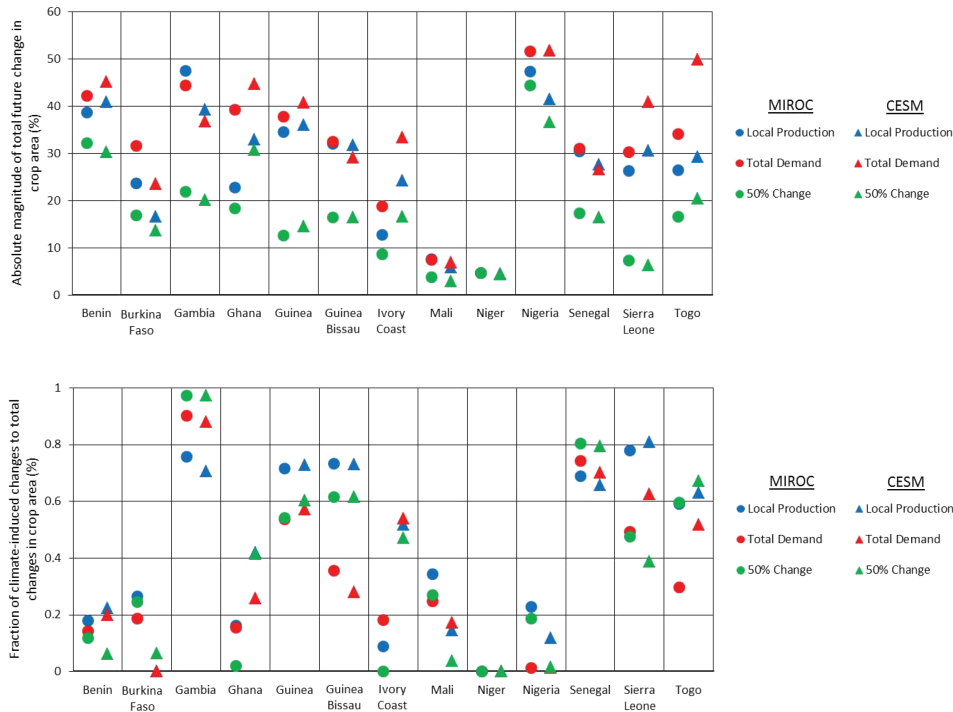 Absolute magnitude of total future change in
crop area (%)
60
50
40
30
20
10
0
Benin
Burkina
Faso
Gambia
Ghana
Guinea
Guinea
Bissau
Ivory
Coast
Mali
Niger
Nigeria
Senegal
Sierra
Leone
Togo
MIROC
CESM
Local Production
Local Production
Total Demand
Total Demand
50% Change
50% Change
Fraction of climate-induced changes to total
changes in crop area (%)
1
0.8
0.6
0.4
0.2
0
Benin
Burkina
Faso
Gambia
Ghana
Guinea
Guinea
Bissau
Ivory
Coast
Mali
Niger
Nigeria
Senegal
Sierra
Leone
Togo
MIROC
CESM
Local Production
Local Production
Total Demand
Total Demand
50% Change
50% Change